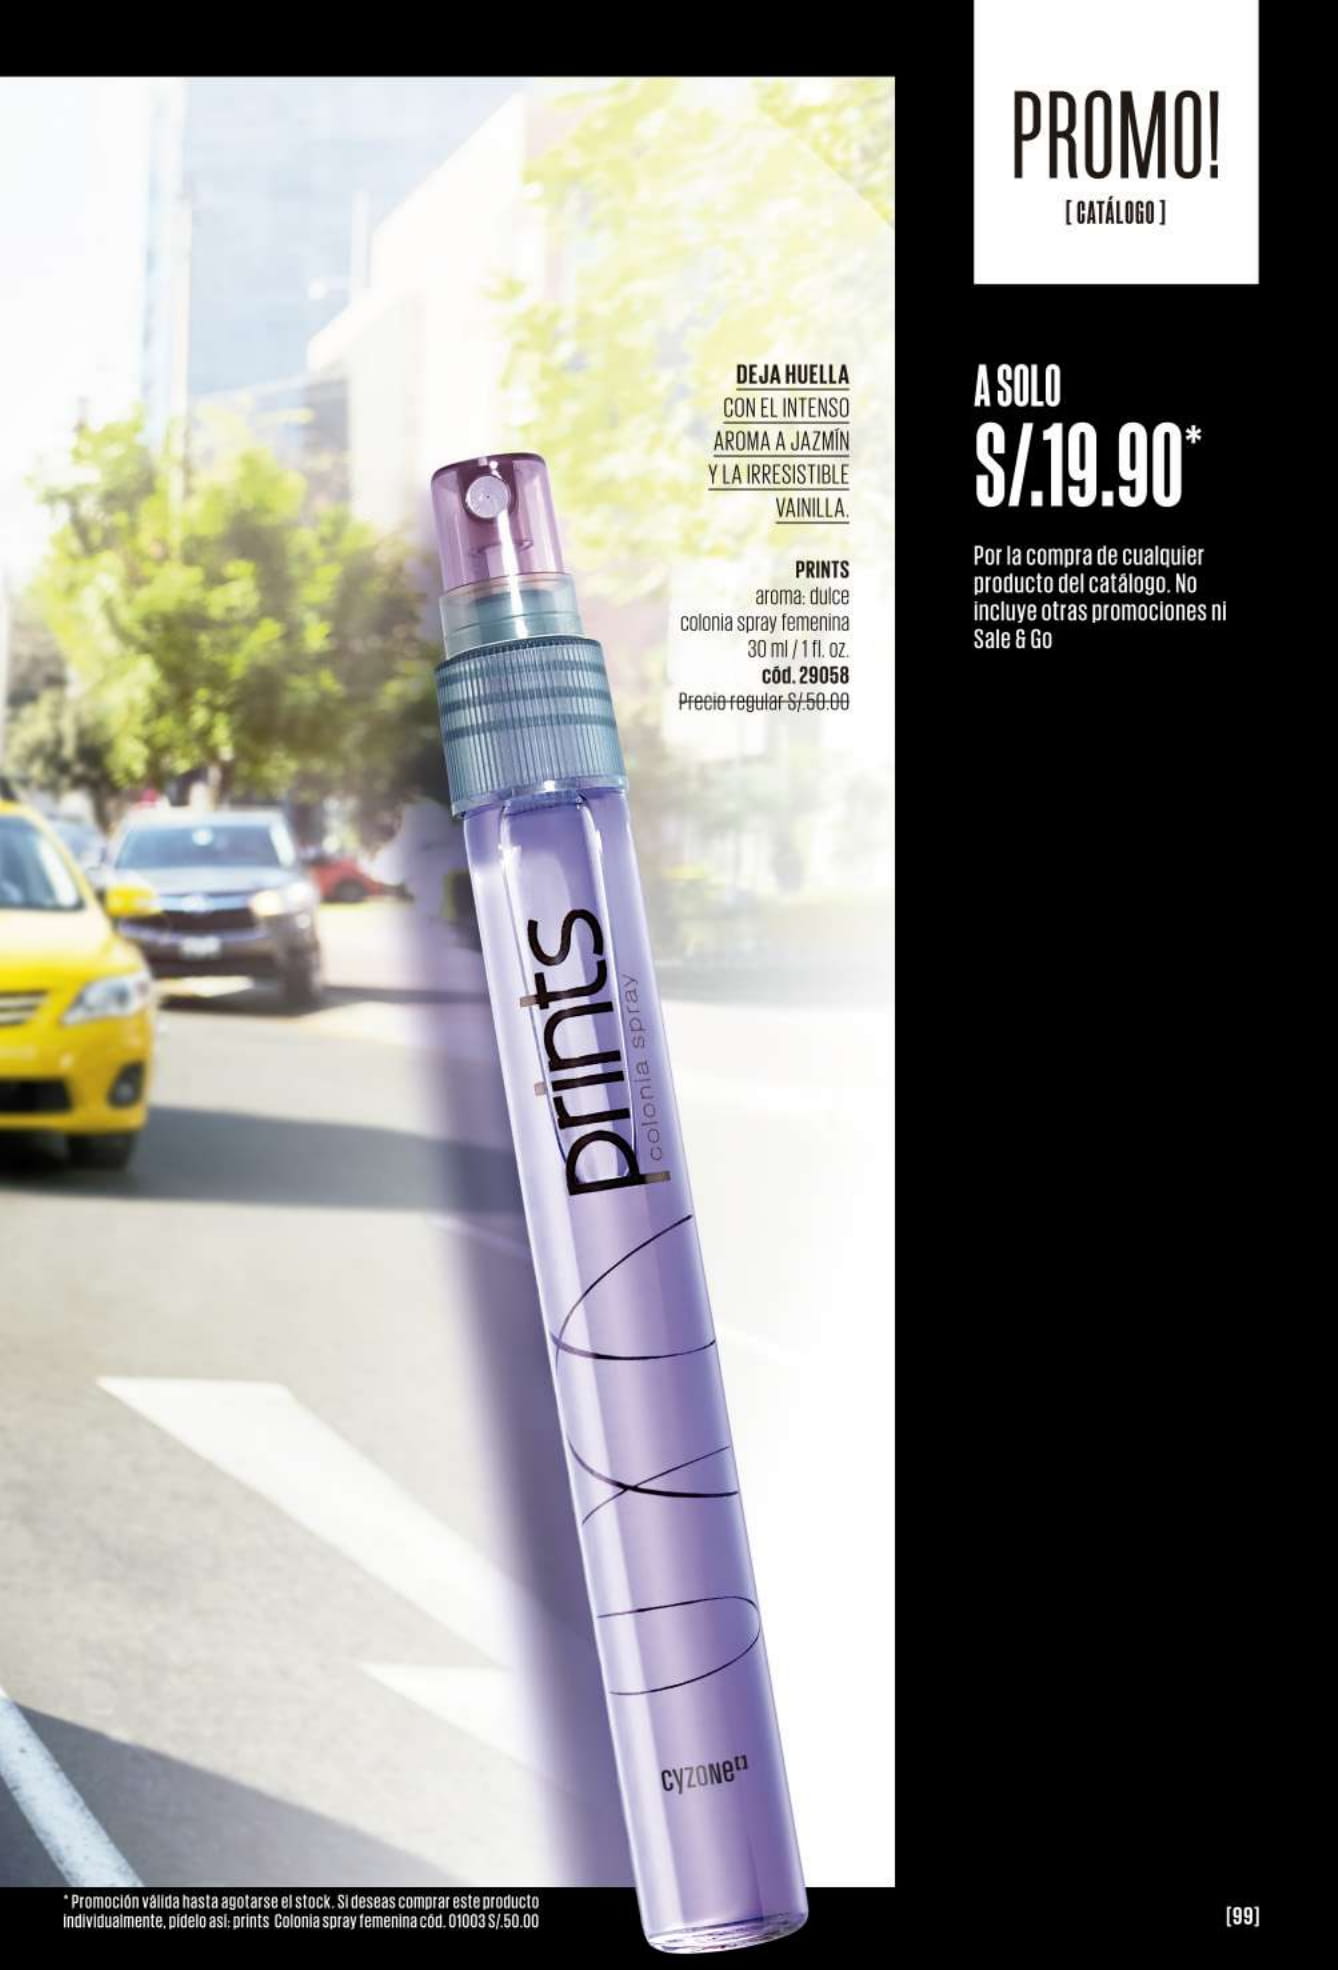 PROMO!
[ CATÁLOGO ]
A SOLO
S/.19.90*
Por la compra de cualquier
producto del catálogo. No
incluye otras promociones ni
Sale & Go
DEJA HUELLA
CON EL INTENSO
AROMA A JAZMÍN
Y LA IRRESISTIBLE
VAINILLA.
PRINTS
aroma: dulce
colonia spray femenina
30 ml / 1 fl. oz.
cód. 29058
Precio regular S/.50.00
prints
colonia spray
cyzone[•]
* Promoción válida hasta agotarse el stock. Si deseas comprar este producto
individualmente, pídelo así: prints Colonia spray femenina cód. 01003 S/.50.00
[99]